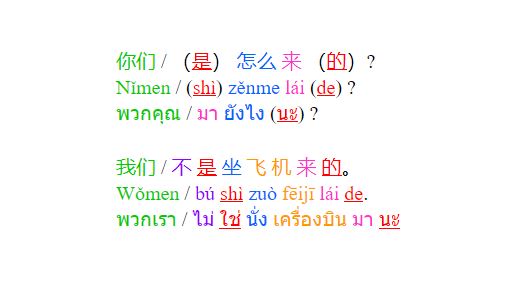 你们 / （是） 怎么 来 （的）?
Nǐmen / (shì) zěnme lái (de) ?
พวกคุณ / มา ยังไง (นะ) ?
我们 / 不 是 坐 飞 机 来 的。
Wǒmen / bú shì zuò fēijī lái de.
พวกเรา / ไม่ ใช่ นั่ง เครื่องบิน มา นะ